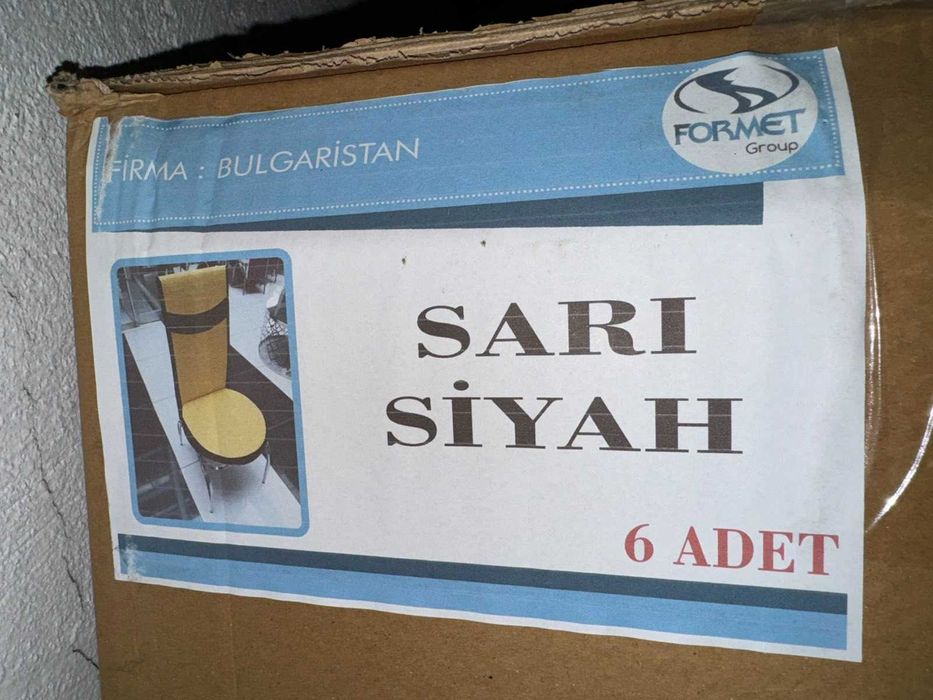 FİRMA : BULGARİSTAN
FORMET
Group
SARI
SİYAH
6 ADET